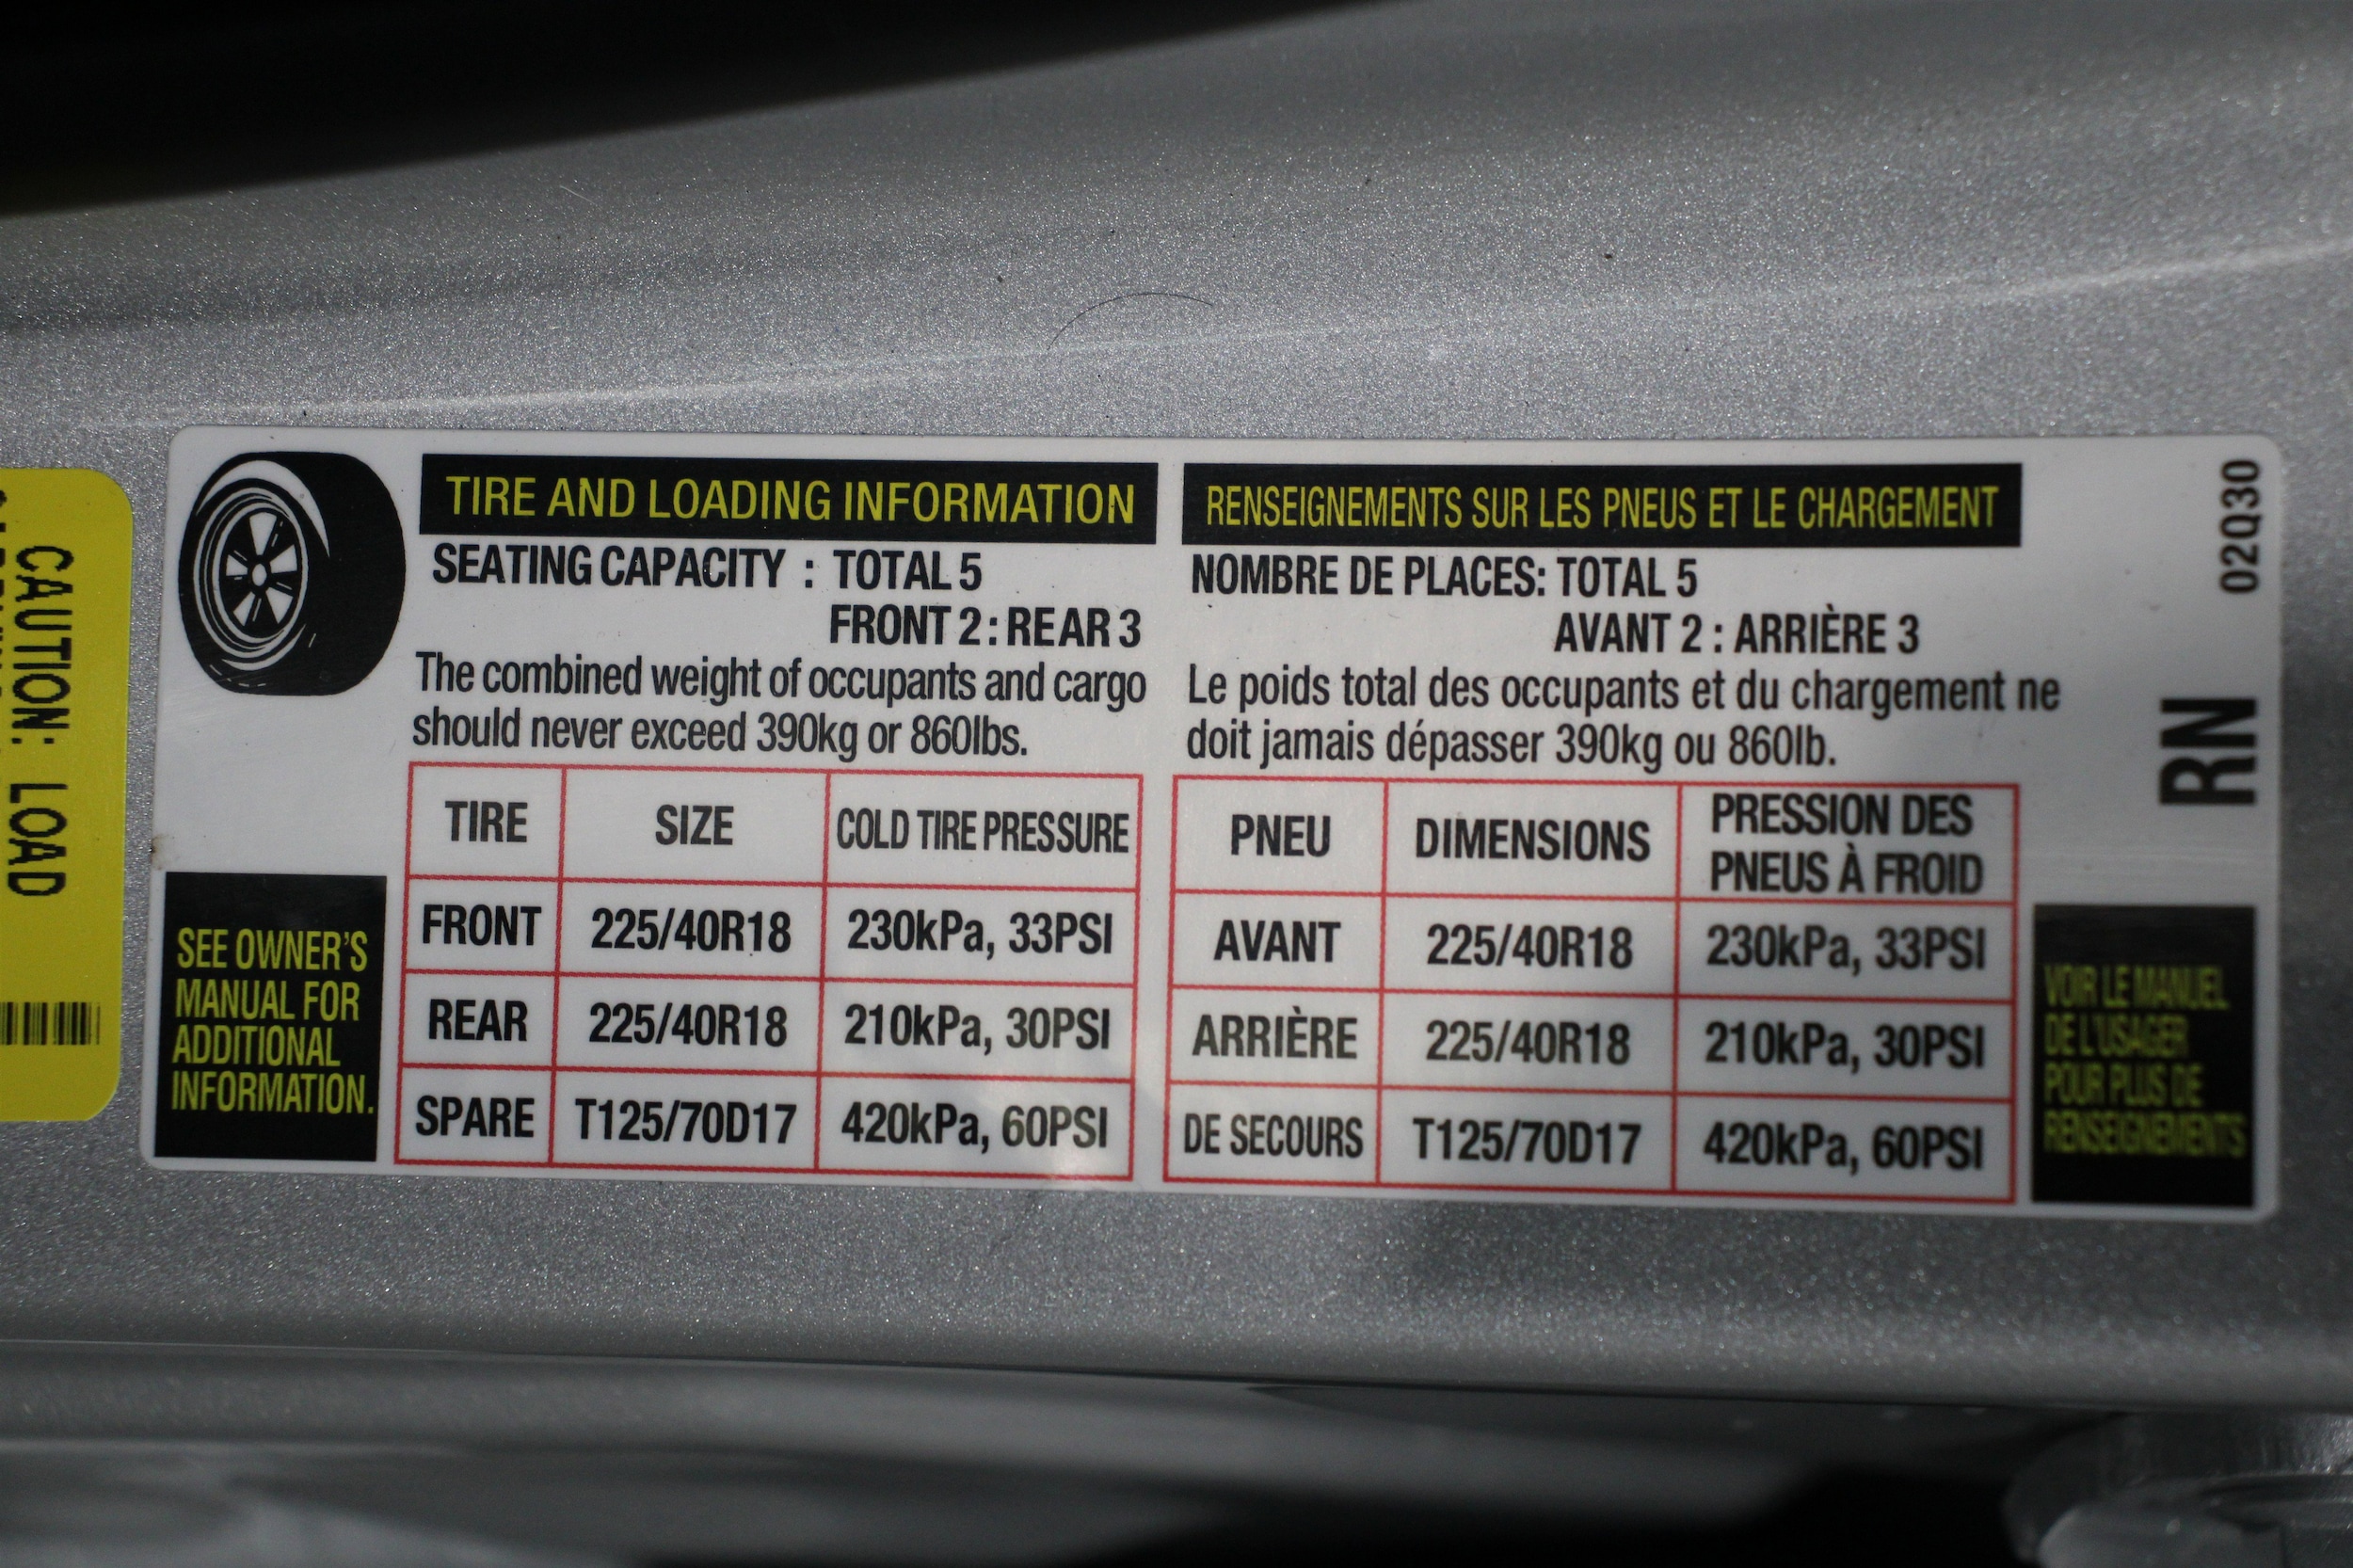 CAUTION: LOAD
TIRE AND LOADING INFORMATION
SEATING CAPACITY : TOTAL 5
FRONT 2 : REAR 3
The combined weight of occupants and cargo
should never exceed 390kg or 860lbs.
TIRE SIZE COLD TIRE PRESSURE
FRONT 225/40R18 230kPa, 33PSI
REAR 225/40R18 210kPa, 30PSI
SPARE T125/70D17 420kPa, 60PSI
SEE OWNER'S
MANUAL FOR
ADDITIONAL
INFORMATION.
RENSEIGNEMENTS SUR LES PNEUS ET LE CHARGEMENT
NOMBRE DE PLACES: TOTAL 5
AVANT 2 : ARRIÈRE 3
Le poids total des occupants et du chargement ne
doit jamais dépasser 390kg ou 860lb.
PNEU DIMENSIONS PRESSION DES
PNEUS À FROID
AVANT 225/40R18 230kPa, 33PSI
ARRIÈRE 225/40R18 210kPa, 30PSI
DE SECOURS T125/70D17 420kPa, 60PSI
VOIR LE MANUEL
DE L'USAGER
POUR PLUS DE
RENSEIGNEMENTS
02Q30
RN